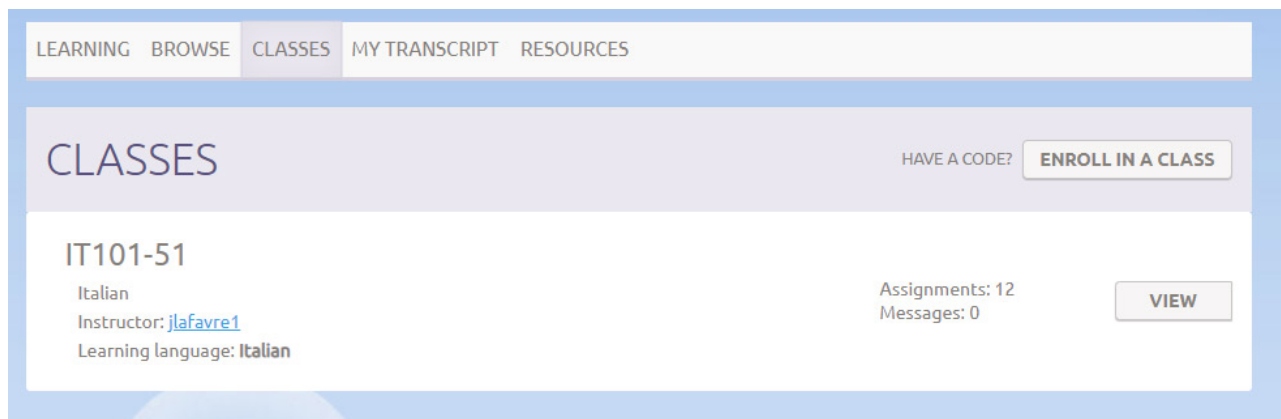 LEARNING BROWSE CLASSES MY TRANSCRIPT RESOURCES
CLASSES
HAVE A CODE? ENROLL IN A CLASS
IT101-51
Italian
Instructor: jlafavre1
Learning language: Italian
Assignments: 12
Messages: 0
VIEW